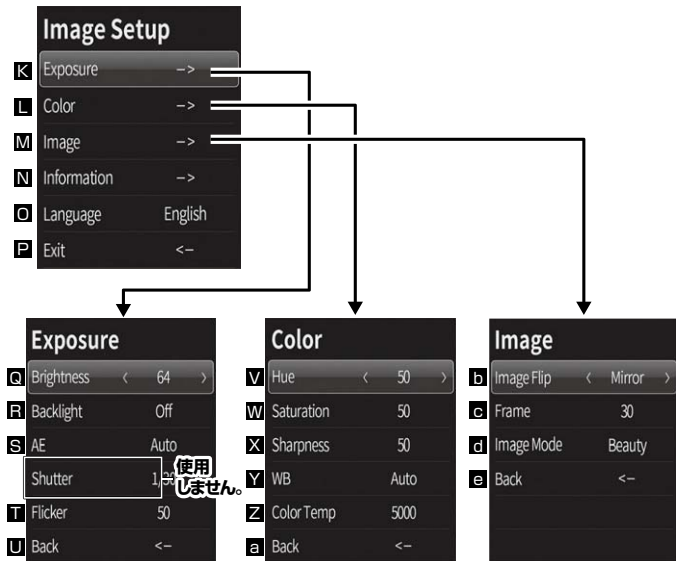 Image Setup
K Exposure -->
L Color -->
M Image -->
N Information -->
O Language English
P Exit <--
Exposure
Q Brightness < 64 >
R Backlight Off
S AE Auto
Shutter
使用
しません。
T Flicker 50
U Back <--
Color
V Hue < 50 >
W Saturation 50
X Sharpness 50
Y WB Auto
Z Color Temp 5000
a Back <--
Image
b Image Flip < Mirror >
c Frame 30
d Image Mode Beauty
e Back <--